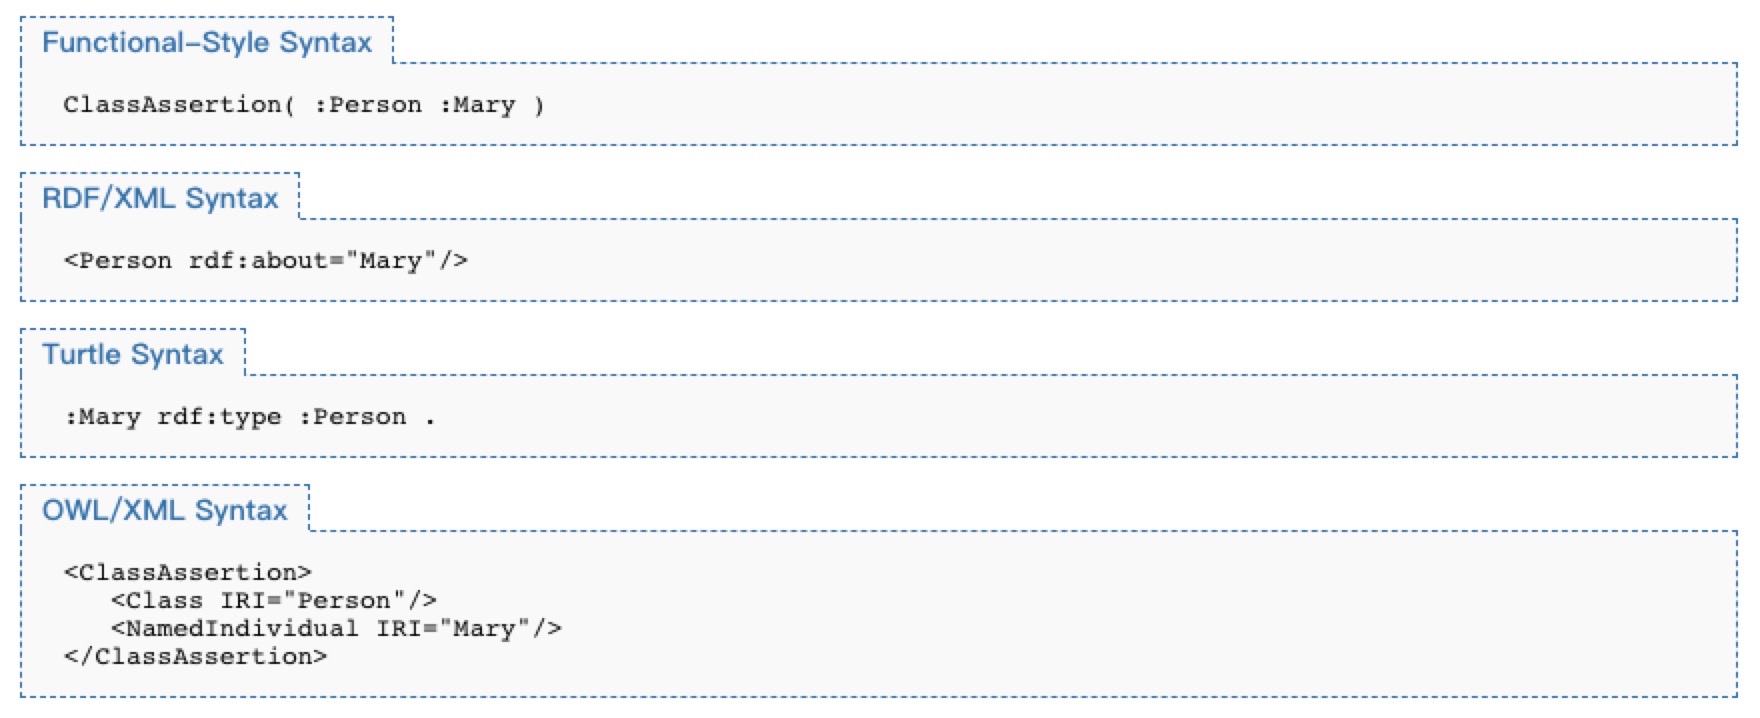 Functional-Style Syntax
ClassAssertion( :Person :Mary )
RDF/XML Syntax
<Person rdf:about="Mary"/>
Turtle Syntax
:Mary rdf:type :Person .
OWL/XML Syntax
<ClassAssertion>
   <Class IRI="Person"/>
   <NamedIndividual IRI="Mary"/>
</ClassAssertion>